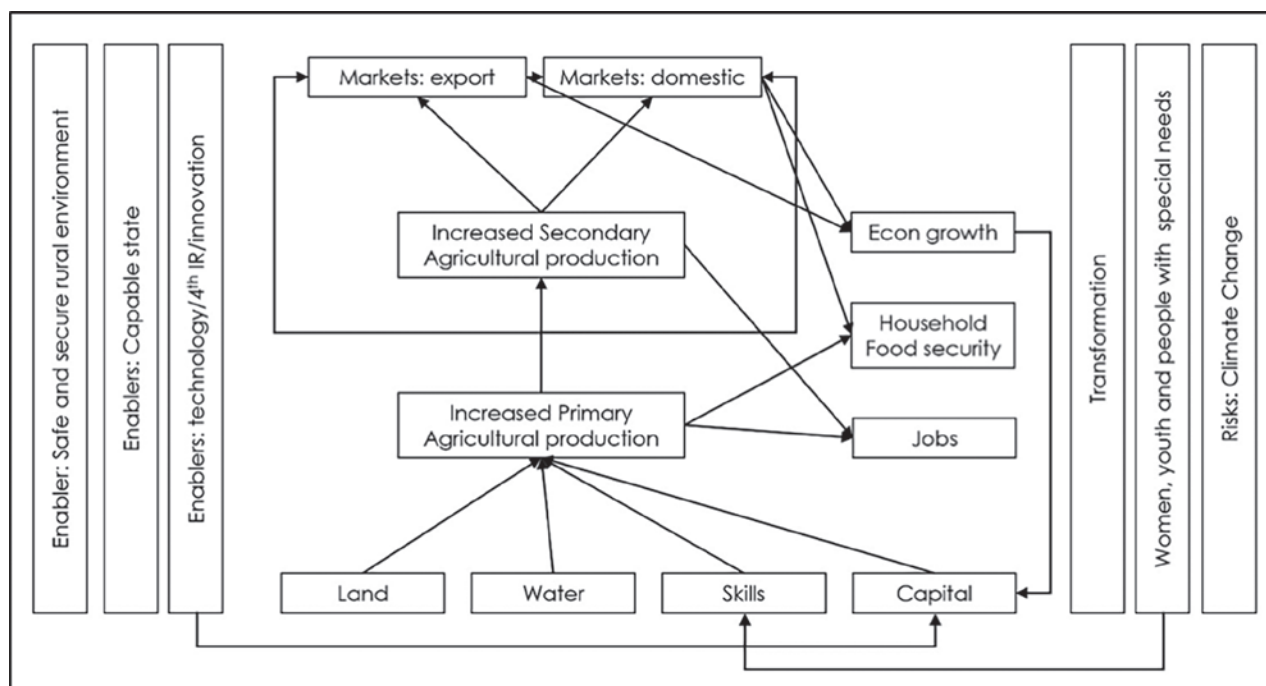 Enabler: Safe and secure rural environment
Enablers: Capable state
Enablers: technology/4th IR/innovation
Markets: export
Markets: domestic
Increased Secondary
Agricultural production
Econ growth
Household
Food security
Increased Primary
Agricultural production
Jobs
Land
Water
Skills
Capital
Transformation
Women, youth and people with special needs
Risks: Climate Change